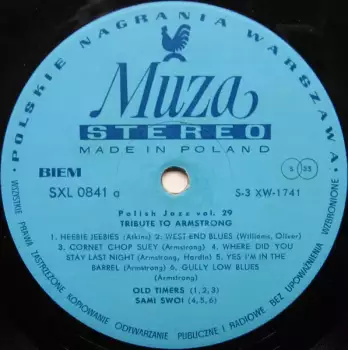 • POLSKIE NAGRANIA WARSZAWA •
Muza
STEREO
MADE IN POLAND
BIEM
S 33
SXL 0841 a
S-3 XW-1741
Polish Jazz vol. 29
TRIBUTE TO ARMSTRONG
1. HEEBIE JEEBIES (Atkins) 2. WEST END BLUES (Williams, Oliver)
3. CORNET CHOP SUEY (Armstrong) 4. WHERE DID YOU
STAY LAST NIGHT (Armstrong, Hardin) 5. YES I'M IN THE
BARREL (Armstrong) 6. GULLY LOW BLUES
(Armstrong)
OLD TIMERS (1, 2, 3)
SAMI SWOI (4, 5, 6)
WSZELKIE PRAWA ZASTRZEŻONE KOPIOWANIE ODTWARZANIE PUBLICZNE I RADIOWE BEZ UPOWAŻNIENIA WZBRONIONE